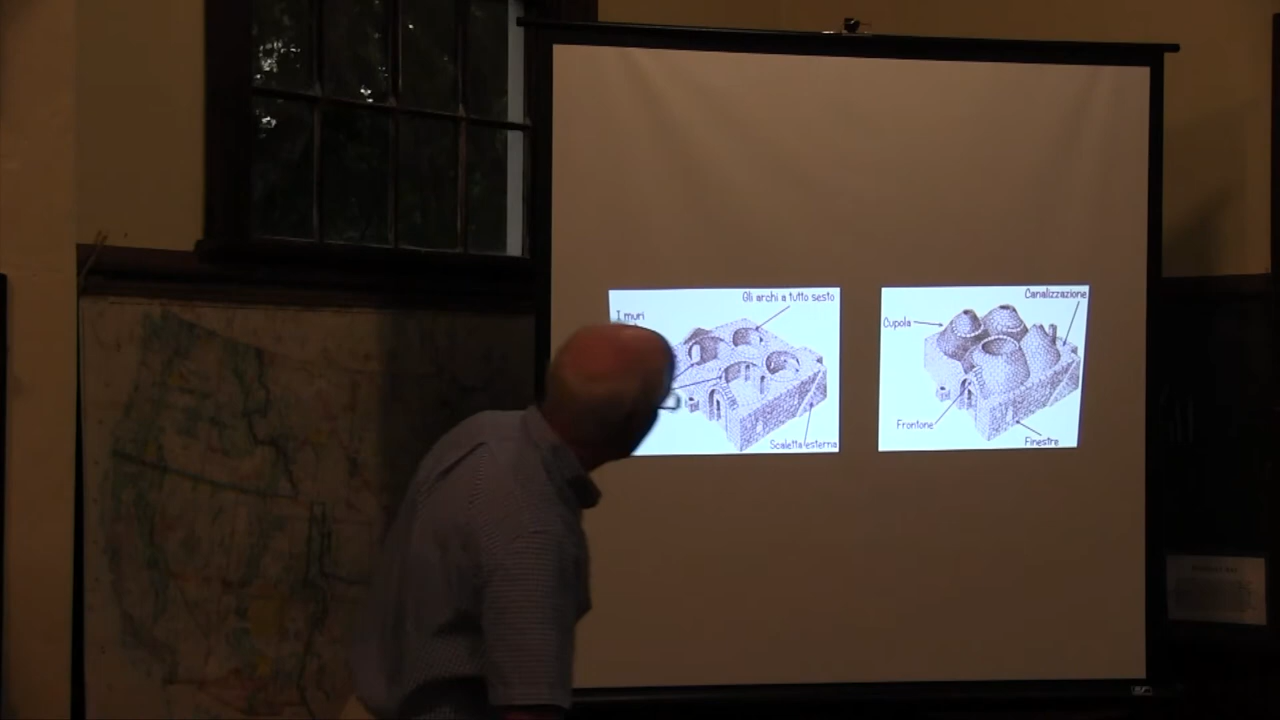 Gli archi a tutto sesto
I muri
Scaletta esterna
Canalizzazione
Cupola
Frontone
Finestre